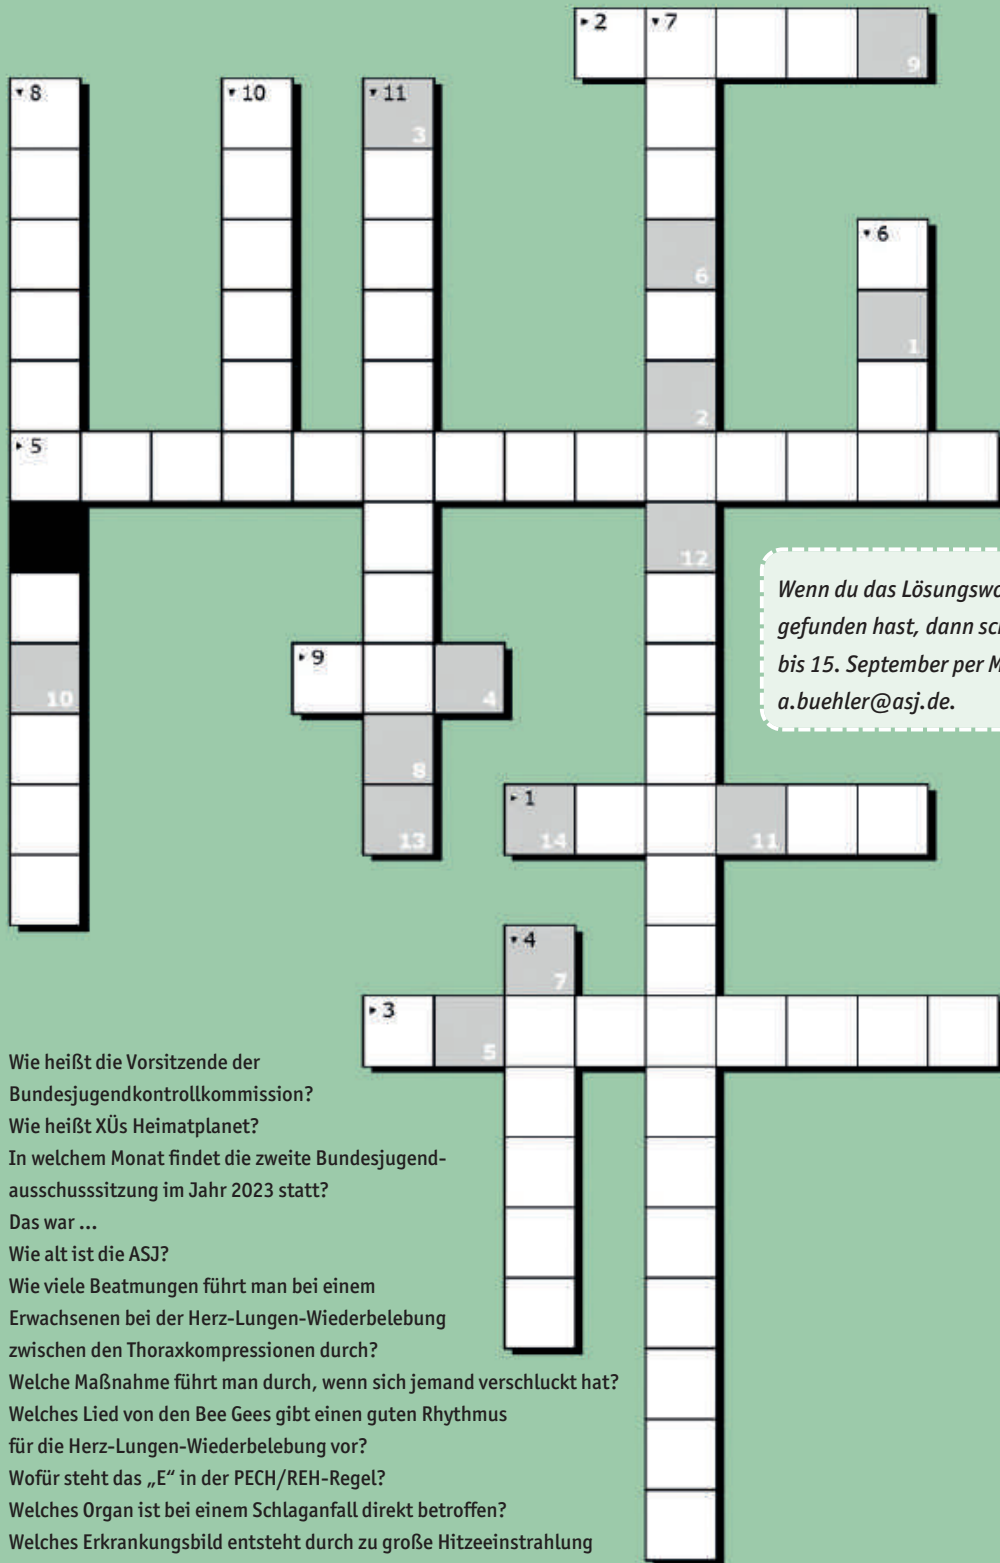 2 7
9
8 10 11
3
6
6
1
2
5
12
Wenn du das
gefunden hast, dann
bis 15. September per
a.buehler@asj.de.
9
10 4
8
1
13 14 11
4
7
3
5
Wie heißt die Vorsitzende der
Bundesjugendkontrollkommission?
Wie heißt XÜs Heimatplanet?
In welchem Monat findet die zweite Bundesjugend-
ausschusssitzung im Jahr 2023 statt?
Das war ...
Wie alt ist die ASJ?
Wie viele Beatmungen führt man bei einem
Erwachsenen bei der Herz-Lungen-Wiederbelebung
zwischen den Thoraxkompressionen durch?
Welche Maßnahme führt man durch, wenn sich jemand verschluckt hat?
Welches Lied von den Bee Gees gibt einen guten Rhythmus
für die Herz-Lungen-Wiederbelebung vor?
Wofür steht das „E“ in der PECH/REH-Regel?
Welches Organ ist bei einem Schlaganfall direkt betroffen?
Welches Erkrankungsbild entsteht durch zu große Hitzeeinstrahlung